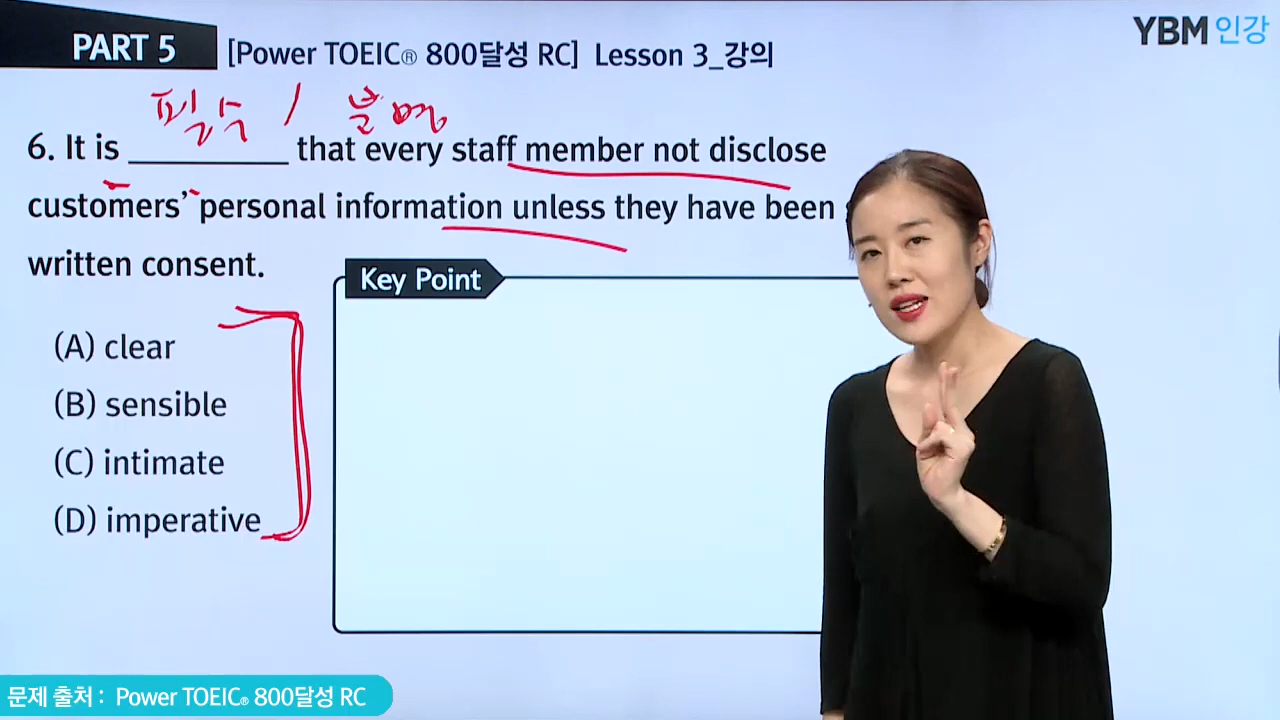 PART 5
[Power TOEIC® 800달성 RC] Lesson 3_강의
YBM 인강
필수 / 분명
6. It is __________ that every staff member not disclose
customers' personal information unless they have been
written consent.
Key Point
(A) clear
(B) sensible
(C) intimate
(D) imperative
문제 출처 : Power TOEIC® 800달성 RC